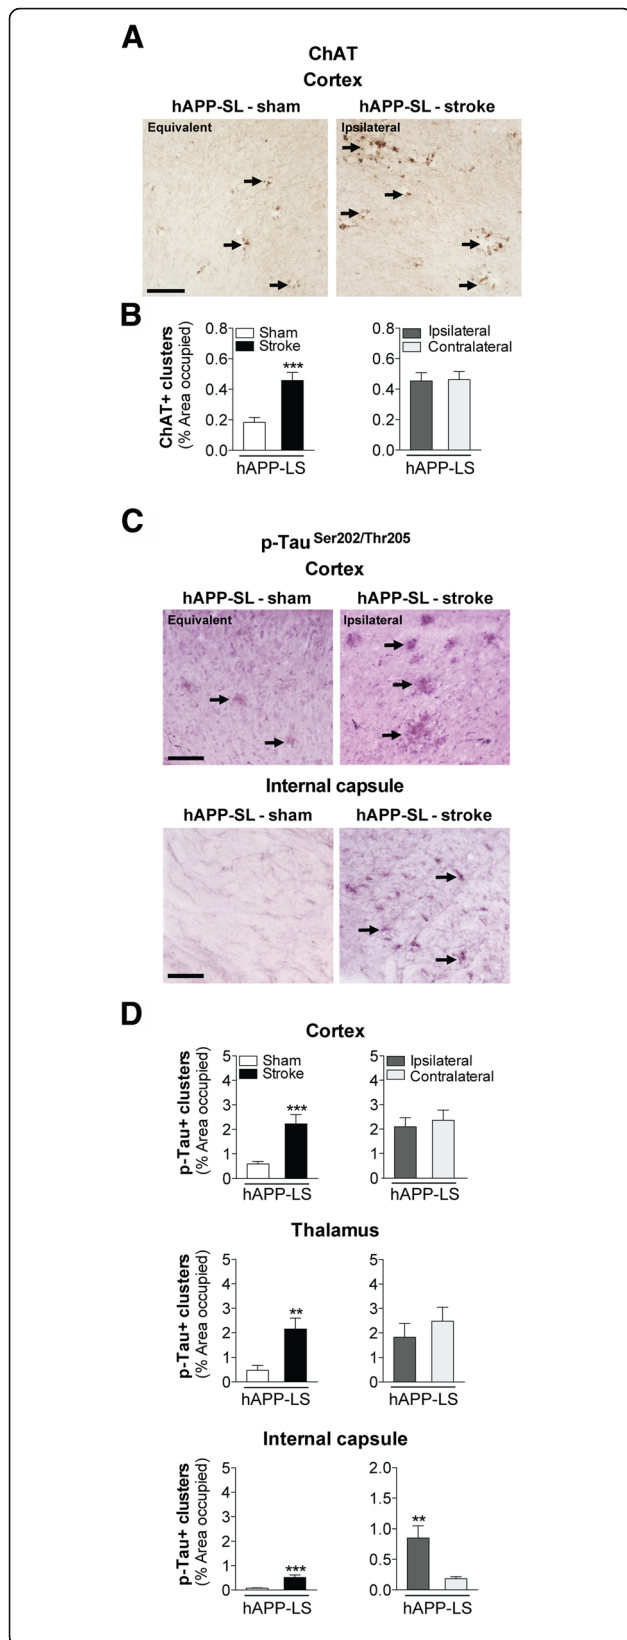 A
ChAT
Cortex
hAPP-SL - sham hAPP-SL - stroke
Equivalent Ipsilateral
B
ChAT+ clusters
(% Area occupied)
0.8
0.6
0.4
0.2
0.0
Sham
Stroke
***
hAPP-LS
0.8
0.6
0.4
0.2
0.0
Ipsilateral
Contralateral
hAPP-LS
C
p-Tau Ser202/Thr205
Cortex
hAPP-SL - sham hAPP-SL - stroke
Equivalent Ipsilateral
Internal capsule
hAPP-SL - sham hAPP-SL - stroke
D
Cortex
p-Tau+ clusters
(% Area occupied)
5
4
3
2
1
0
Sham
Stroke
***
hAPP-LS
5
4
3
2
1
0
Ipsilateral
Contralateral
hAPP-LS
Thalamus
p-Tau+ clusters
(% Area occupied)
5
4
3
2
1
0
**
hAPP-LS
5
4
3
2
1
0
hAPP-LS
Internal capsule
p-Tau+ clusters
(% Area occupied)
5
4
3
2
1
0
***
hAPP-LS
2.0
1.5
1.0
0.5
0.0
**
hAPP-LS